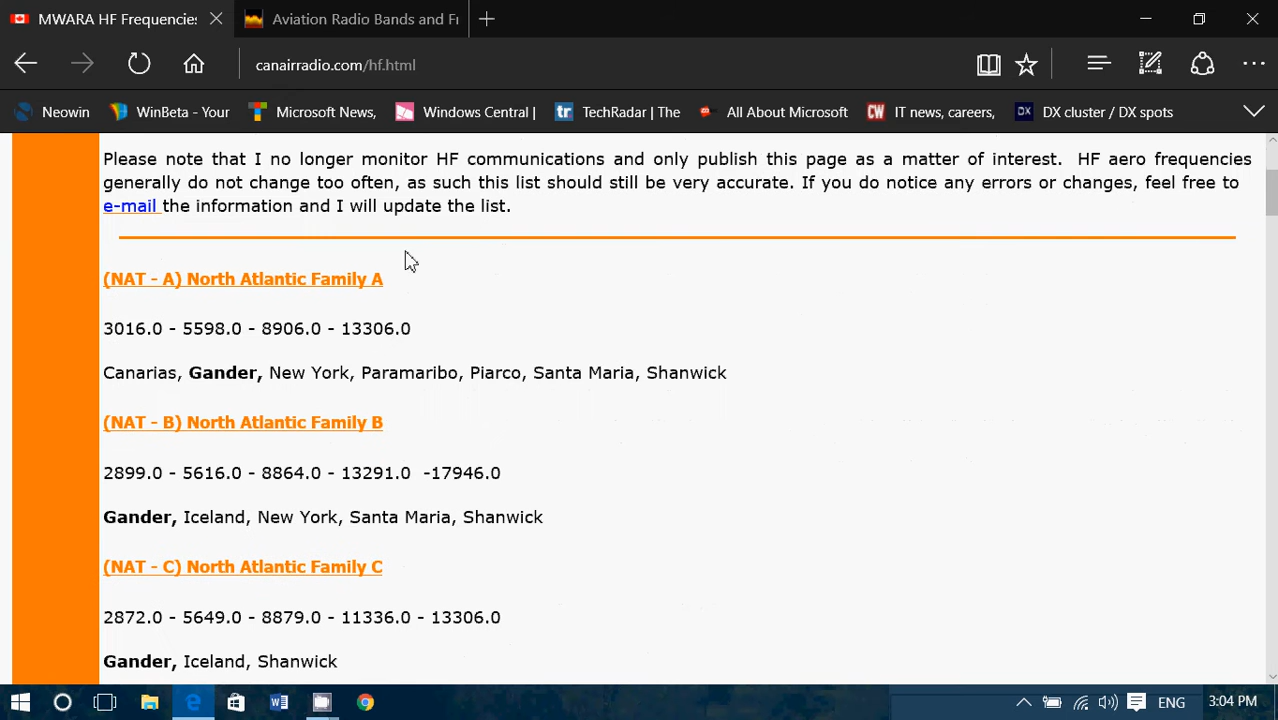 MWARA HF Frequencies
Aviation Radio Bands and Fr
canairradio.com/hf.html
Neowin
WinBeta - Your
Microsoft News,
Windows Central |
tr
TechRadar | The
All About Microsoft
CW
IT news, careers,
DX
DX cluster / DX spots
Please note that I no longer monitor HF communications and only publish this page as a matter of interest. HF aero frequencies
generally do not change too often, as such this list should still be very accurate. If you do notice any errors or changes, feel free to
e-mail the information and I will update the list.
(NAT - A) North Atlantic Family A
3016.0 - 5598.0 - 8906.0 - 13306.0
Canarias, Gander, New York, Paramaribo, Piarco, Santa Maria, Shanwick
(NAT - B) North Atlantic Family B
2899.0 - 5616.0 - 8864.0 - 13291.0 -17946.0
Gander, Iceland, New York, Santa Maria, Shanwick
(NAT - C) North Atlantic Family C
2872.0 - 5649.0 - 8879.0 - 11336.0 - 13306.0
Gander, Iceland, Shanwick
ENG
3:04 PM